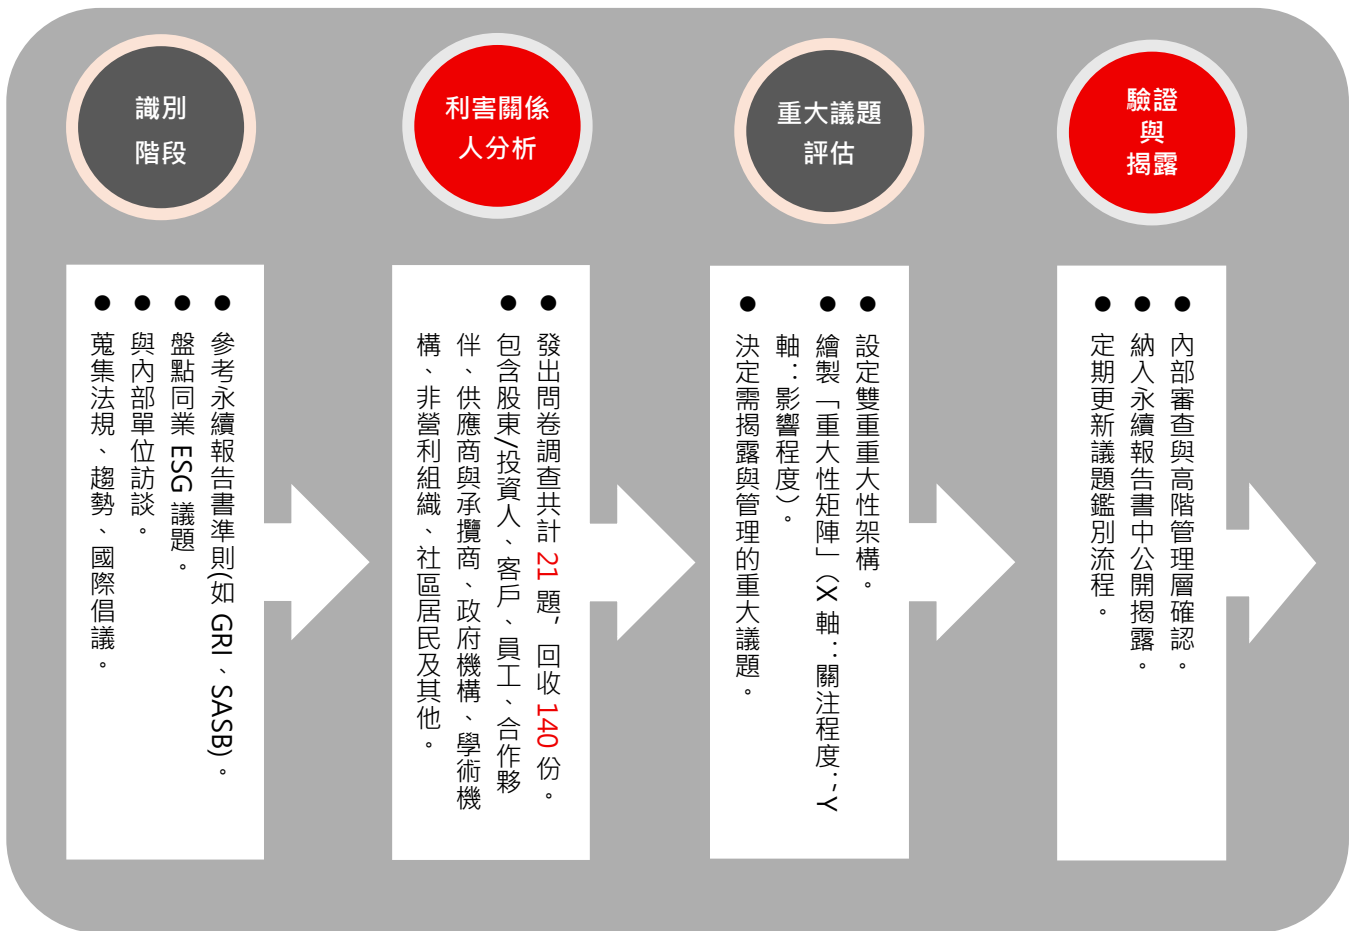 識別
階段
利害關係
人分析
重大議題
評估
驗證
與
揭露
● 參考永續報告書準則(如 GRI、SASB)。
● 盤點同業 ESG 議題。
● 與內部單位訪談。
● 蒐集法規、趨勢、國際倡議。
● 發出問卷調查共計 21 題，回收 140 份。
● 包含股東/投資人、客戶、員工、合作夥
伴、供應商與承攬商、政府機構、學術機
構、非營利組織、社區居民及其他。
● 設定雙重重大性架構。
● 繪製「重大性矩陣」（X 軸：關注程度；Y
軸：影響程度）。
● 決定需揭露與管理的重大議題。
● 內部審查與高階管理層確認。
● 納入永續報告書中公開揭露。
● 定期更新議題鑑別流程。